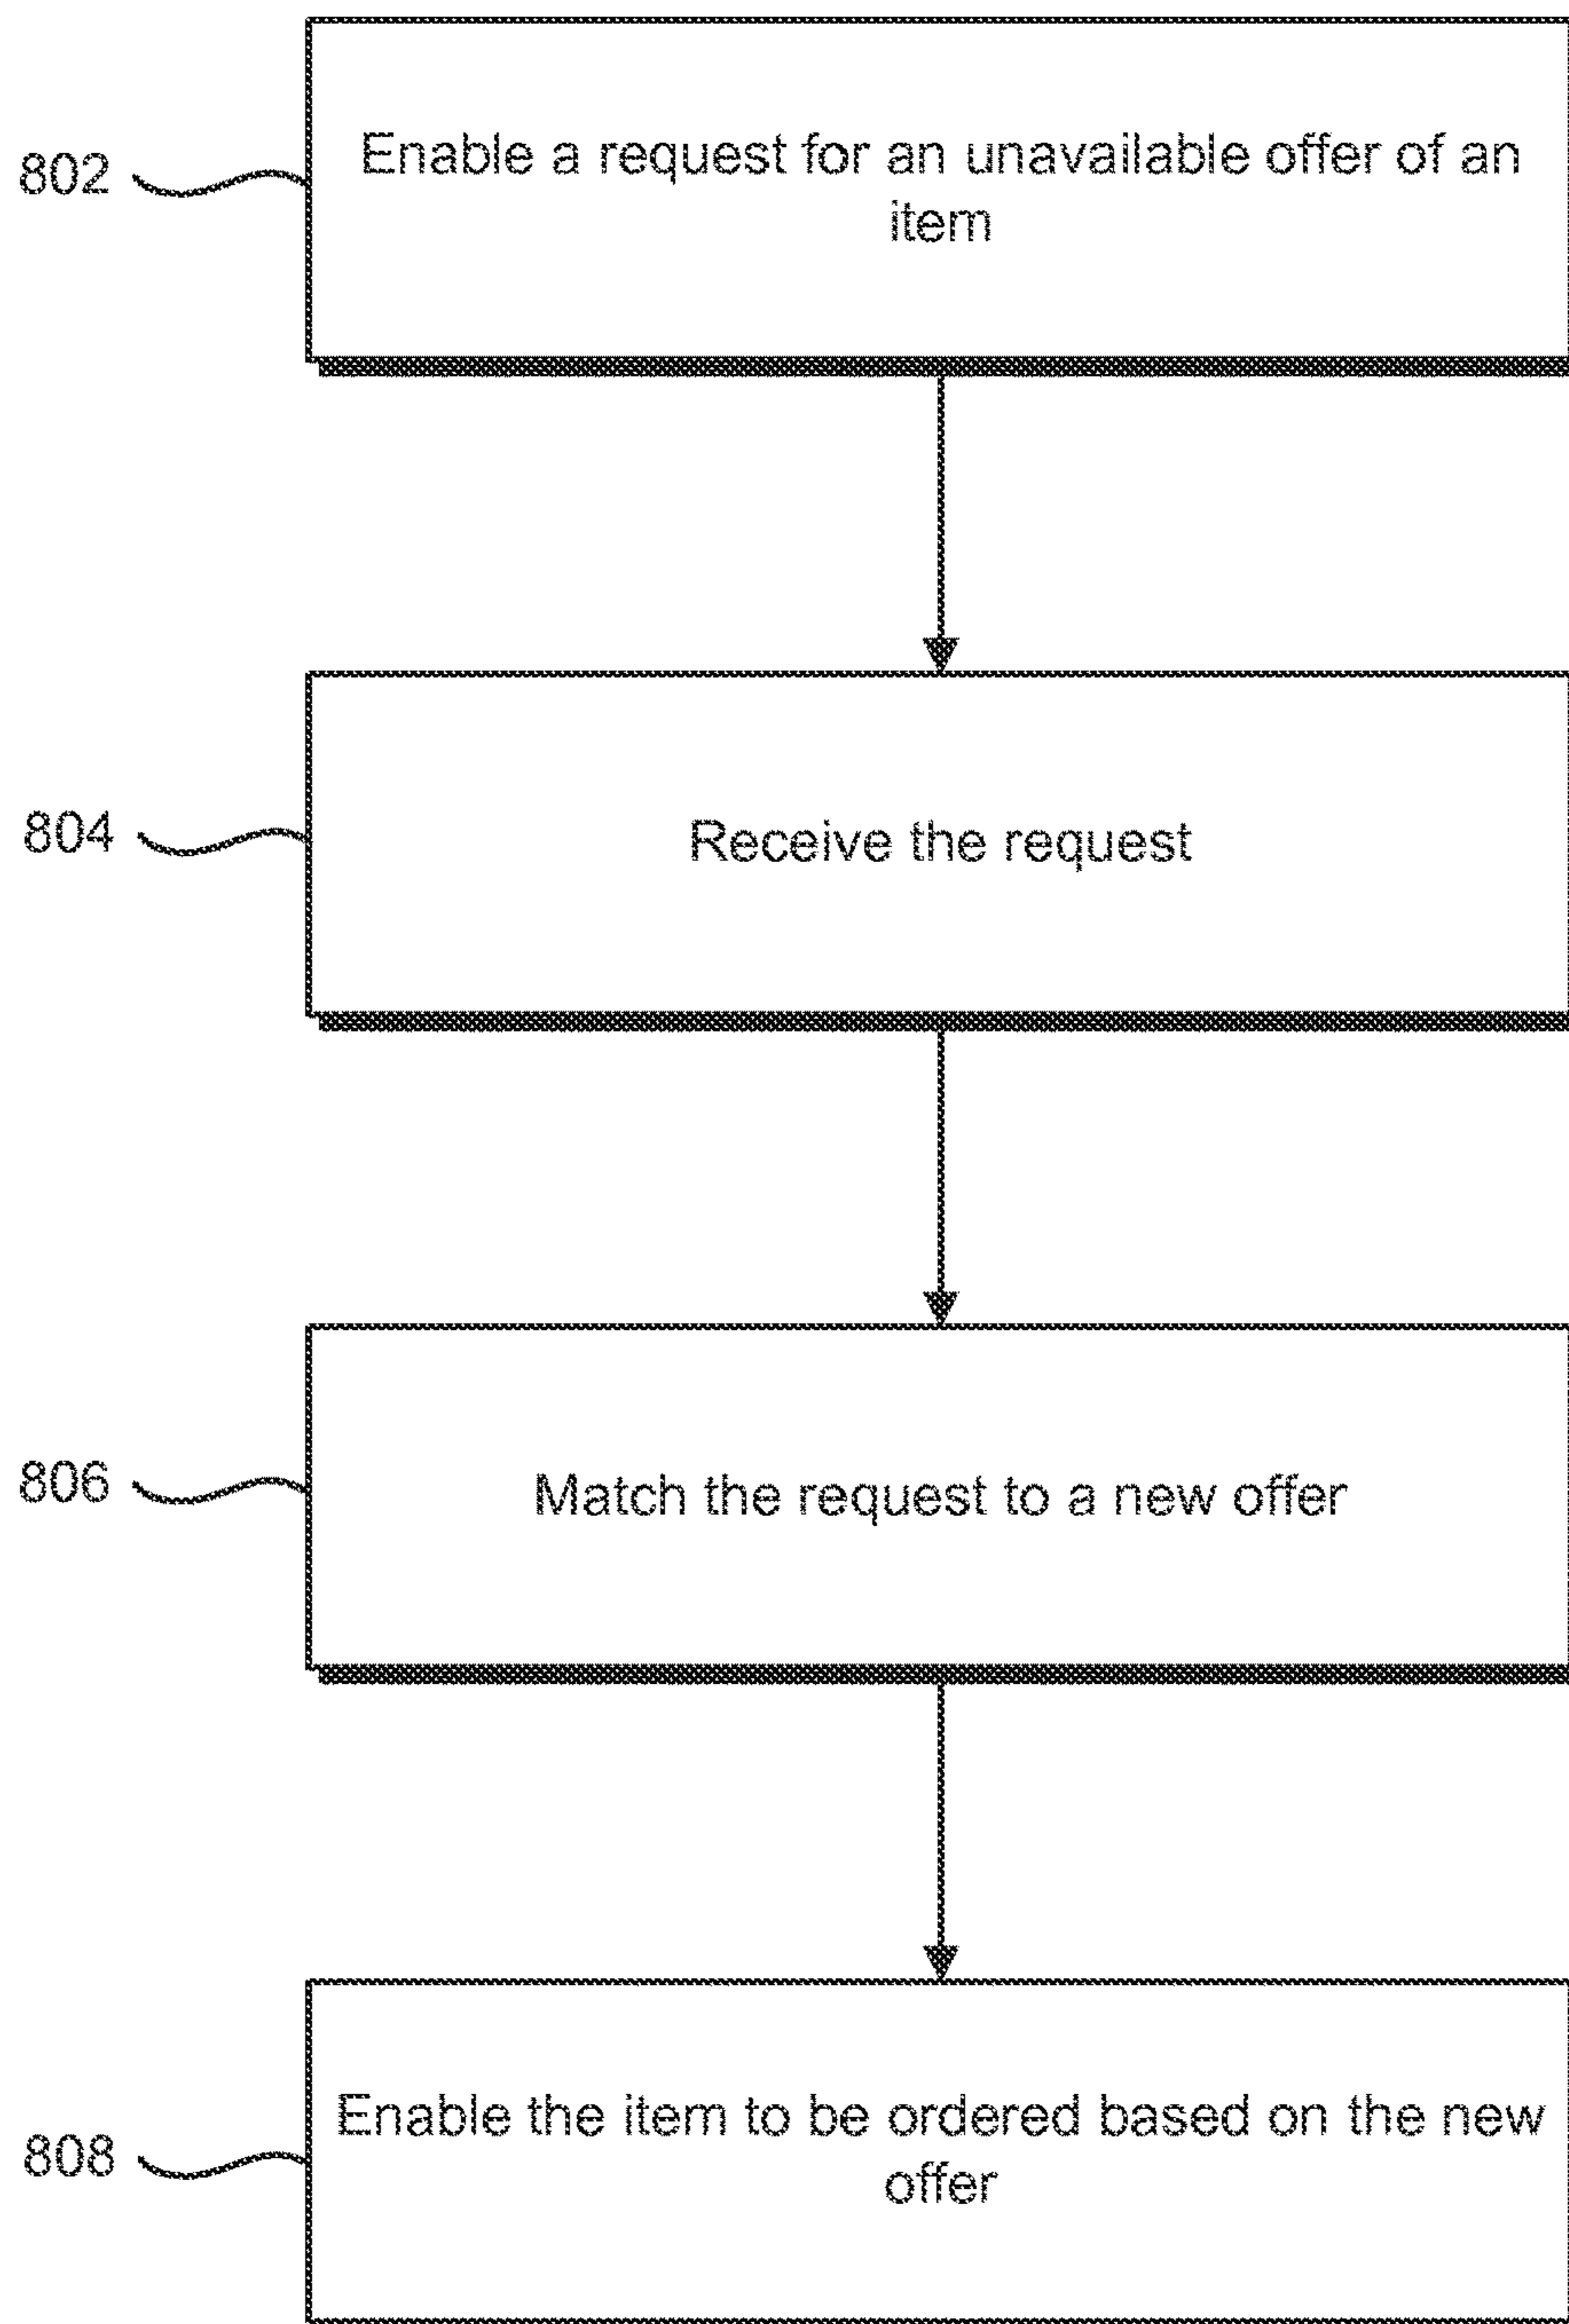 802
Enable a request for an unavailable offer of an
item
804
Receive the request
806
Match the request to a new offer
808
Enable the item to be ordered based on the new
offer